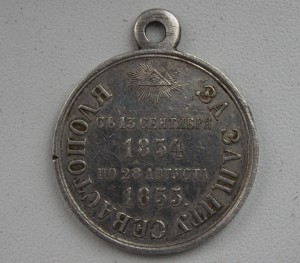 СЪ 13 СЕНТЯБРЯ
1854
ПО 28 АВГУСТА
1855.
ЗА ЗАЩИТУ СЕВАСТОПОЛЯ